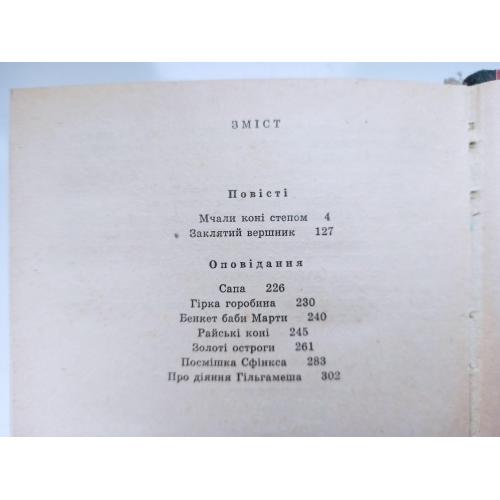 ЗМІСТ
Повісті
Мчали коні степом 4
Заклятий вершник 127
Оповідання
Сапа 226
Гірка горобина 230
Бенкет баби Марти 240
Райські коні 245
Золоті остроги 261
Посмішка Сфінкса 283
Про діяння Гільгамеша 302